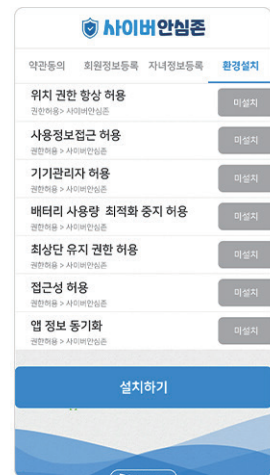 사이버안심존
약관동의 회원정보등록 자녀정보등록 환경설치
위치 권한 항상 허용
권한허용> 사이버안심존
미설치
사용정보접근 허용
권한허용 > 사이버안심존
미설치
기기관리자 허용
권한허용 > 사이버안심존
미설치
배터리 사용량 최적화 중지 허용
권한허용 > 사이버안심존
미설치
최상단 유지 권한 허용
권한허용 > 사이버안심존
미설치
접근성 허용
권한허용 > 사이버안심존
미설치
앱 정보 동기화
권한허용 > 사이버안심존
미설치
설치하기